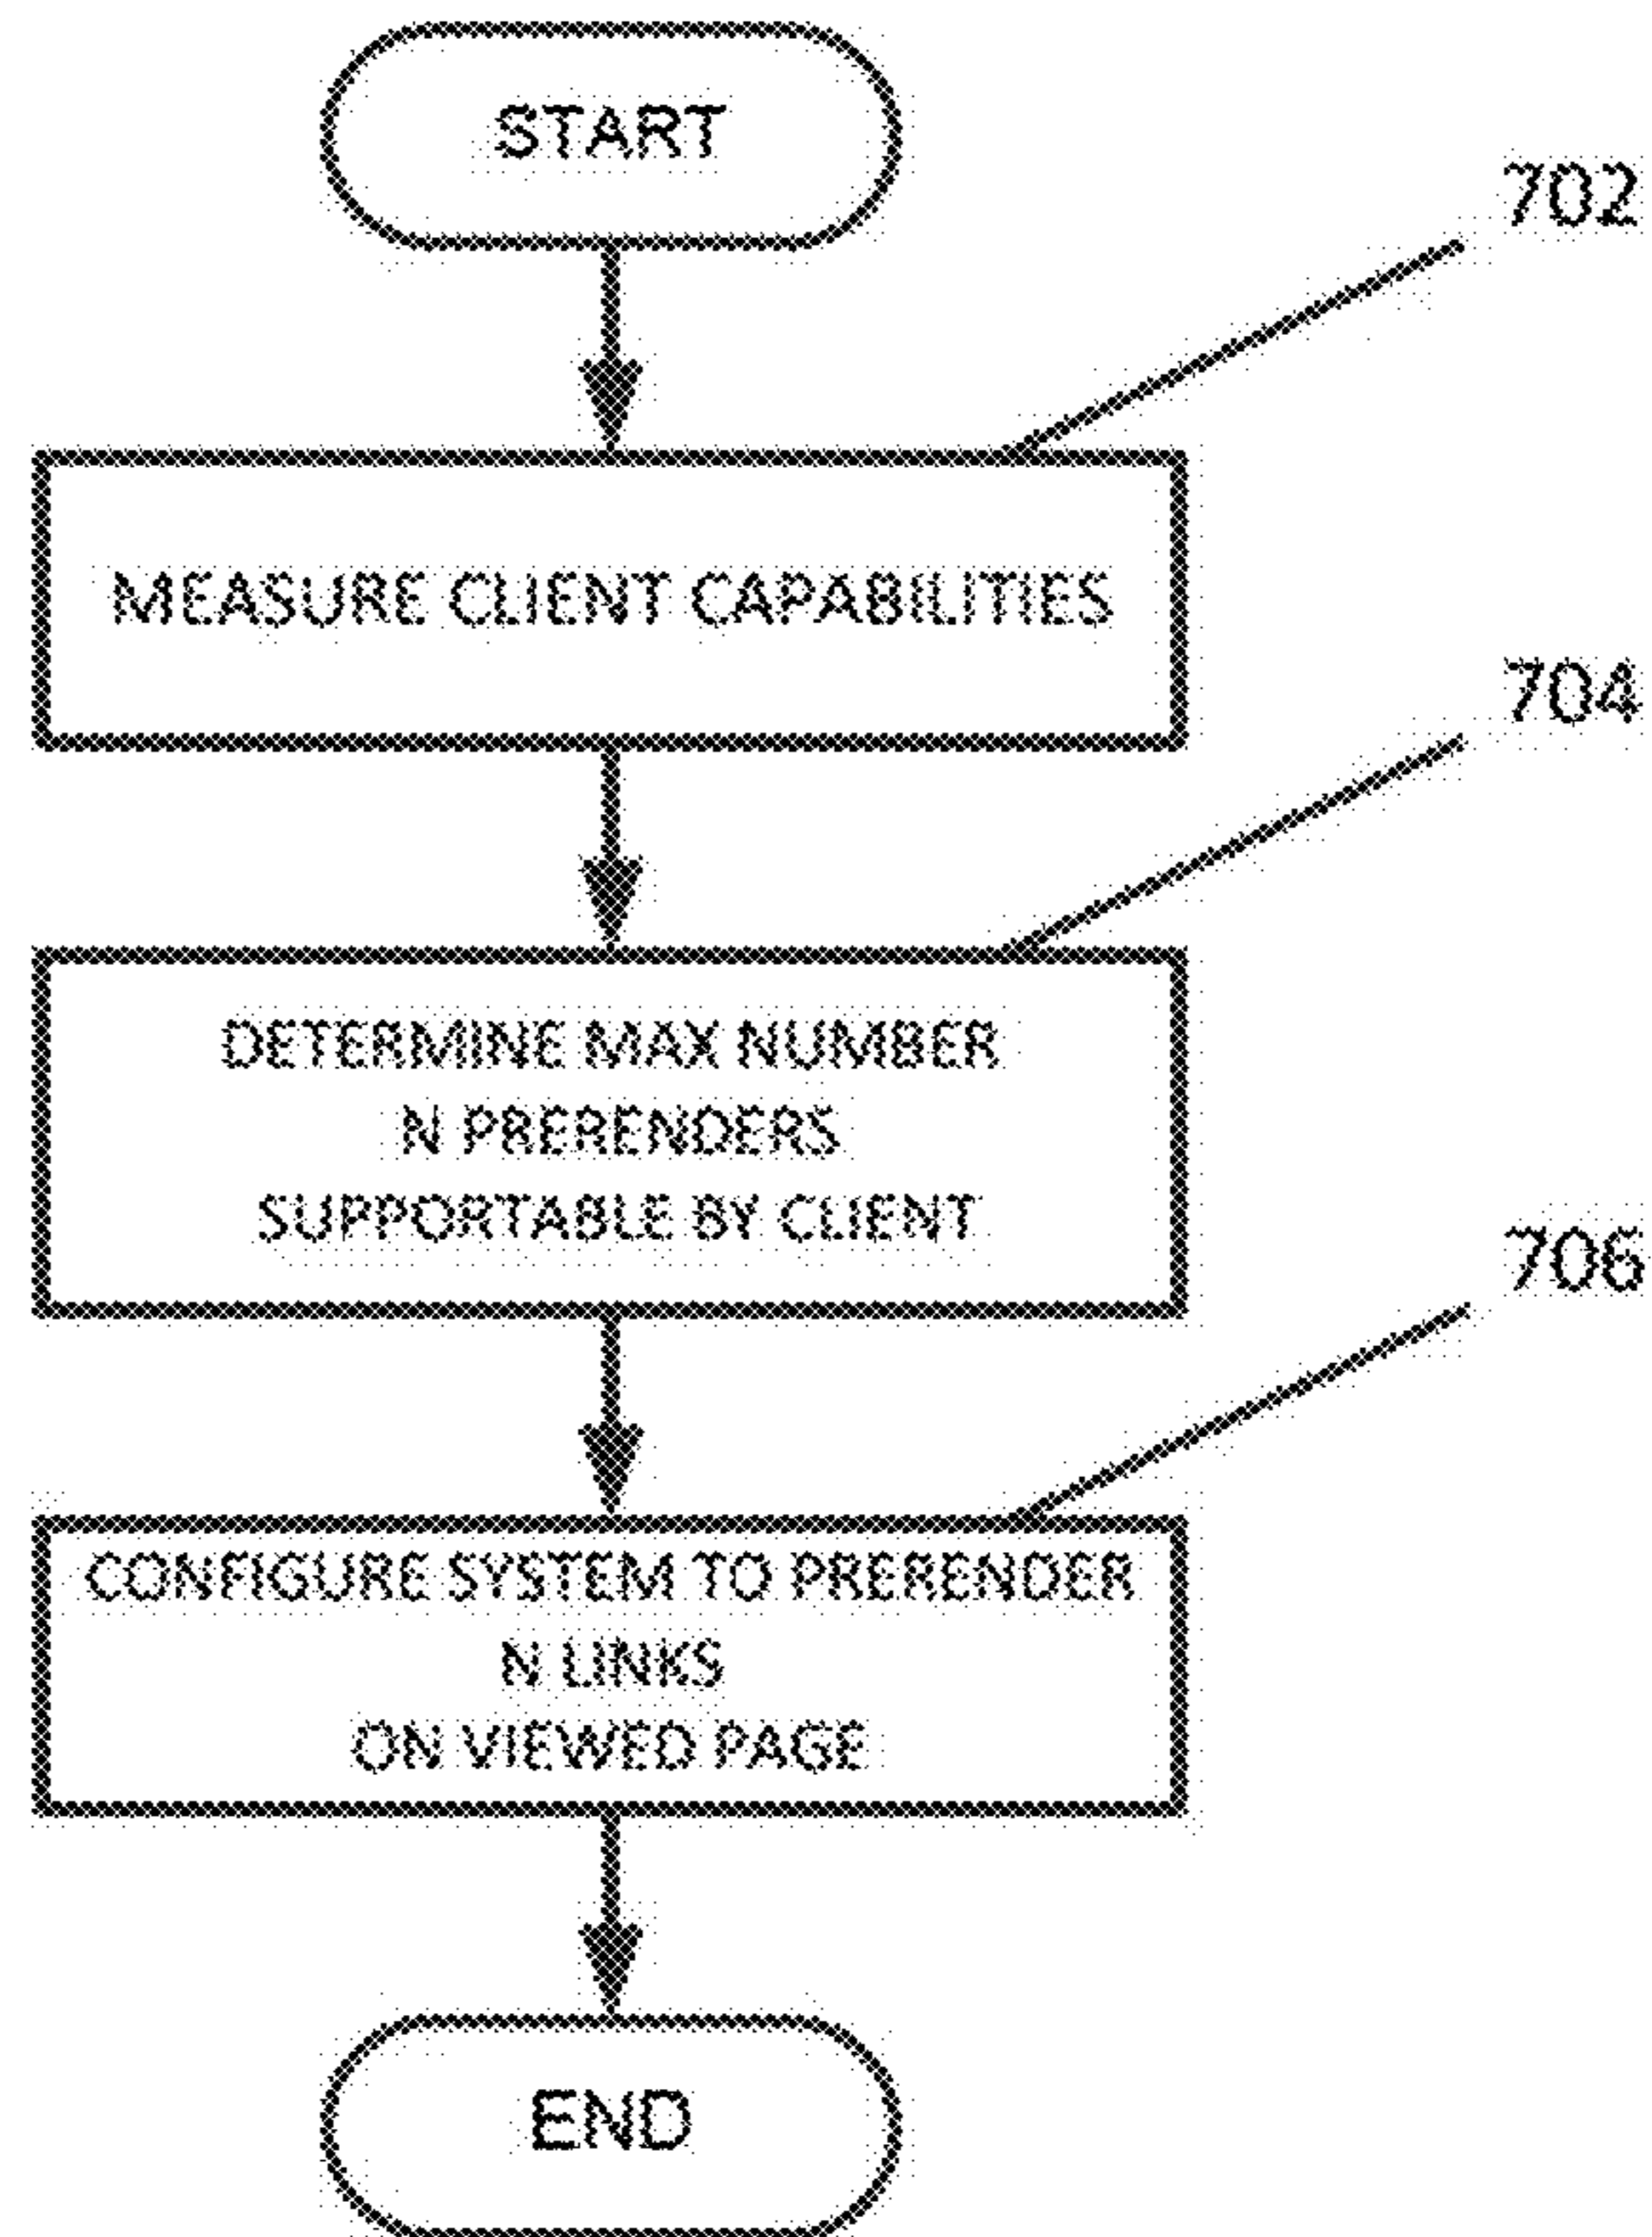 START
702
MEASURE CLIENT CAPABILITIES
704
DETERMINE MAX NUMBER
N PRERENDERS
SUPPORTABLE BY CLIENT
706
CONFIGURE SYSTEM TO PRERENDER
N LINKS
ON VIEWED PAGE
END